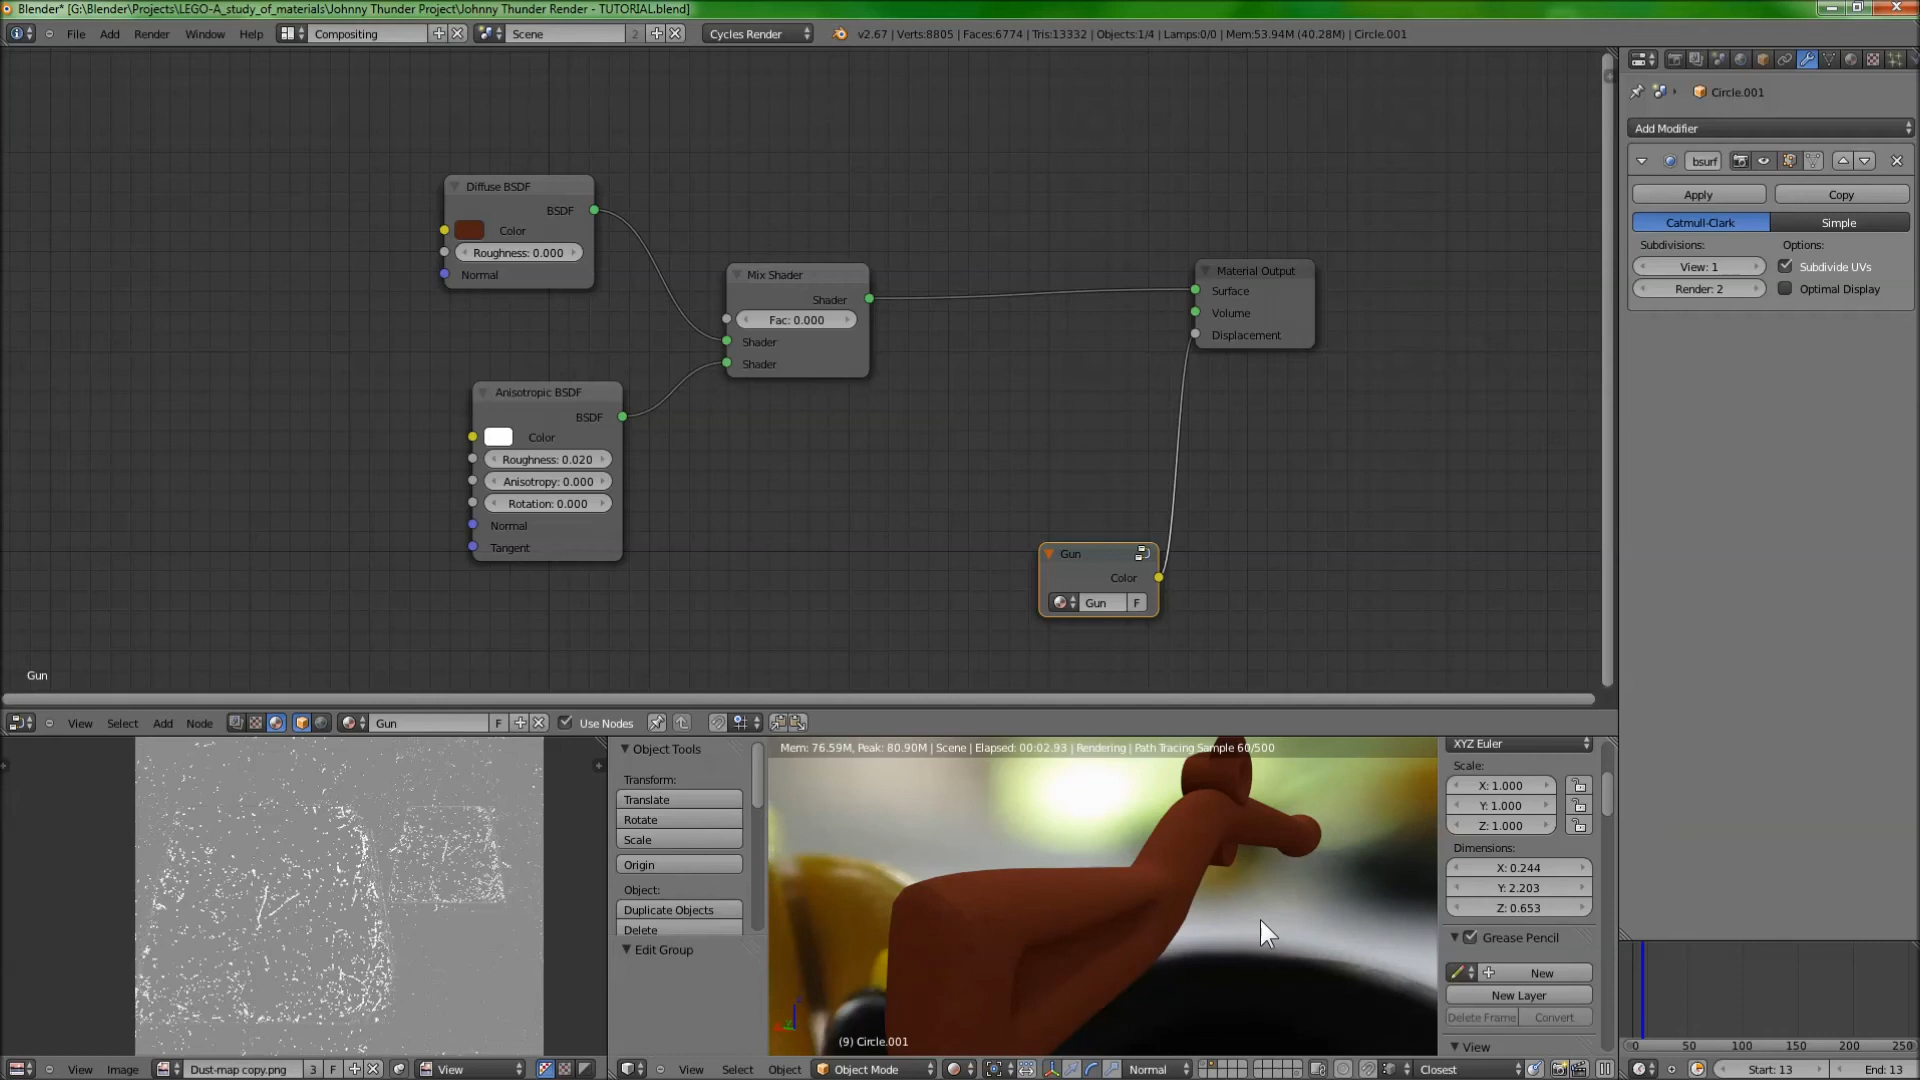 Blender* [G:\Blender\Projects\LEGO-A_study_of_materials\Johnny Thunder Project\Johnny Thunder Render - TUTORIAL.blend]
File Add Render Window Help Compositing Scene 2 Cycles Render v2.67 | Verts:8805 | Faces:6774 | Tris:13332 | Objects:1/4 | Lamps:0/0 | Mem:53.94M (40.28M) | Circle.001
Circle.001
Add Modifier
bsurf
Apply Copy
Catmull-Clark Simple
Subdivisions: Options:
View: 1 Subdivide UVs
Render: 2 Optimal Display
Diffuse BSDF
BSDF
Color
Roughness: 0.000
Normal
Mix Shader
Shader
Fac: 0.000
Shader
Shader
Material Output
Surface
Volume
Displacement
Anisotropic BSDF
BSDF
Color
Roughness: 0.020
Anisotropy: 0.000
Rotation: 0.000
Normal
Tangent
Gun
Color
Gun F
Gun
View Select Add Node Gun F Use Nodes
Object Tools
Transform:
Translate
Rotate
Scale
Origin
Object:
Duplicate Objects
Delete
Edit Group
Mem: 76.59M, Peak: 80.90M | Scene | Elapsed: 00:02.93 | Rendering | Path Tracing Sample 60/500
(9) Circle.001
XYZ Euler
Scale:
X: 1.000
Y: 1.000
Z: 1.000
Dimensions:
X: 0.244
Y: 2.203
Z: 0.653
Grease Pencil
New
New Layer
Delete Frame Convert
View
0 50 100 150 200 250
View Image Dust-map copy.png 3 F View
View Select Object Object Mode Normal Closest
Start: 13 End: 13